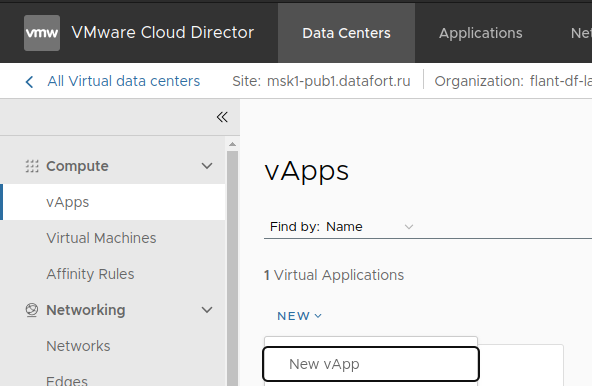 vmw VMware Cloud Director Data Centers Applications Net
All Virtual data centers Site: msk1-pub1.datafort.ru Organization: flant-df-la
Compute
vApps
Virtual Machines
Affinity Rules
Networking
Networks
Edges
vApps
Find by: Name
1 Virtual Applications
NEW
New vApp